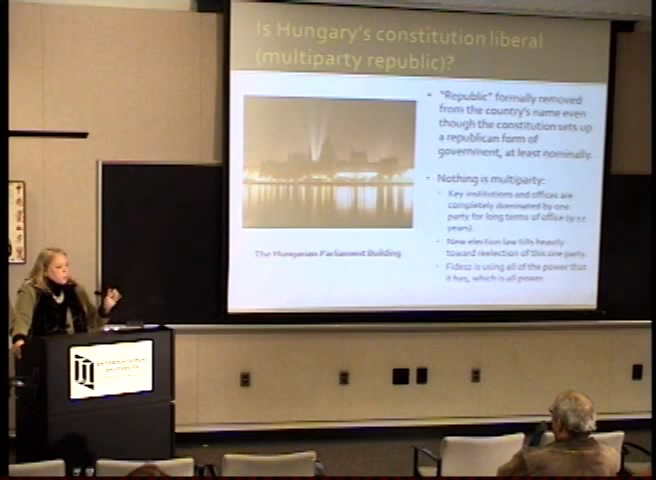 Is Hungary's constitution liberal
(multiparty republic)?
"Republic" formally removed
from the country's name even
though the constitution sets up
a republican form of
government, at least nominally.
Nothing is multiparty:
Key institutions and offices are
completely dominated by one
party for long terms of office
years).
New election law tilts heavily
toward reelection of this one party.
Fidesz is using all of the power that
it has, which is all power.
The Hungarian Parliament Building